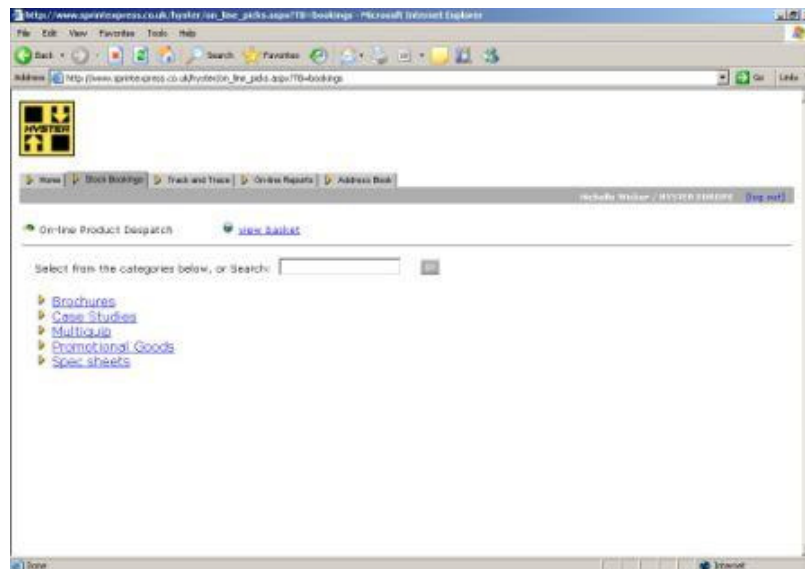 http://www.sprintexpress.co.uk/hyster/on_line_picks.aspx?TB=bookings - Microsoft Internet Explorer
File Edit View Favorites Tools Help
Back Search Favorites
Address http://www.sprintexpress.co.uk/hyster/on_line_picks.aspx?TB=bookings Go Links
HYSTER
Home Stock Bookings Track and Trace On-line Reports Address Book
/ HYSTER EUROPE [log out]
On-line Product Despatch view basket
Select from the categories below, or Search:
Brochures
Case Studies
Multiquip
Promotional Goods
Spec sheets
Done Internet